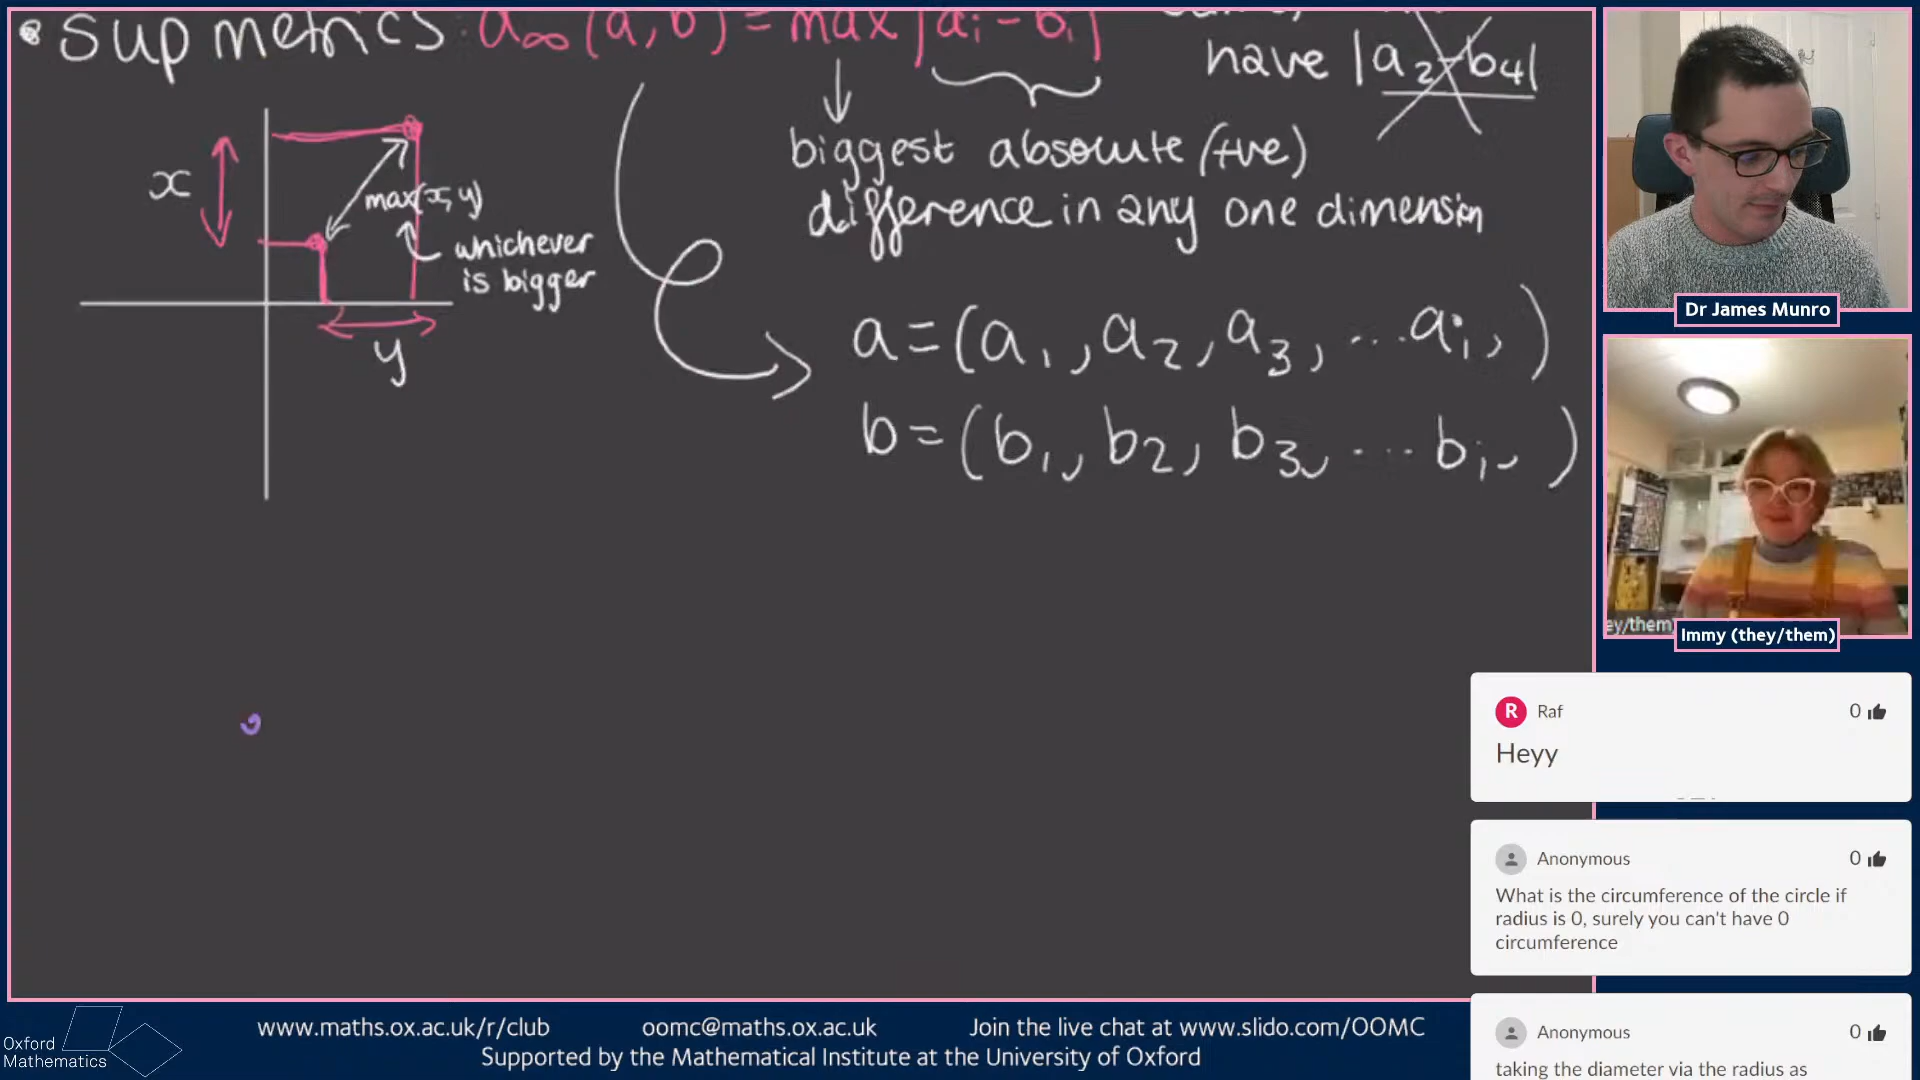 • sup metrics: d∞(a,b) = max|ai - bi|
have |a2-b4|
biggest absolute (+ve)
difference in any one dimension
x
max(x,y)
whichever
is bigger
y
a=(a1,a2,a3,...ai, )
b=(b1,b2,b3,...bi, )
Dr James Munro
ey/them
Immy (they/them)
R Raf 0
Heyy
Anonymous 0
What is the circumference of the circle if
radius is 0, surely you can't have 0
circumference
Anonymous 0
taking the diameter via the radius as
Oxford
Mathematics
www.maths.ox.ac.uk/r/club oomc@maths.ox.ac.uk Join the live chat at www.slido.com/OOMC
Supported by the Mathematical Institute at the University of Oxford